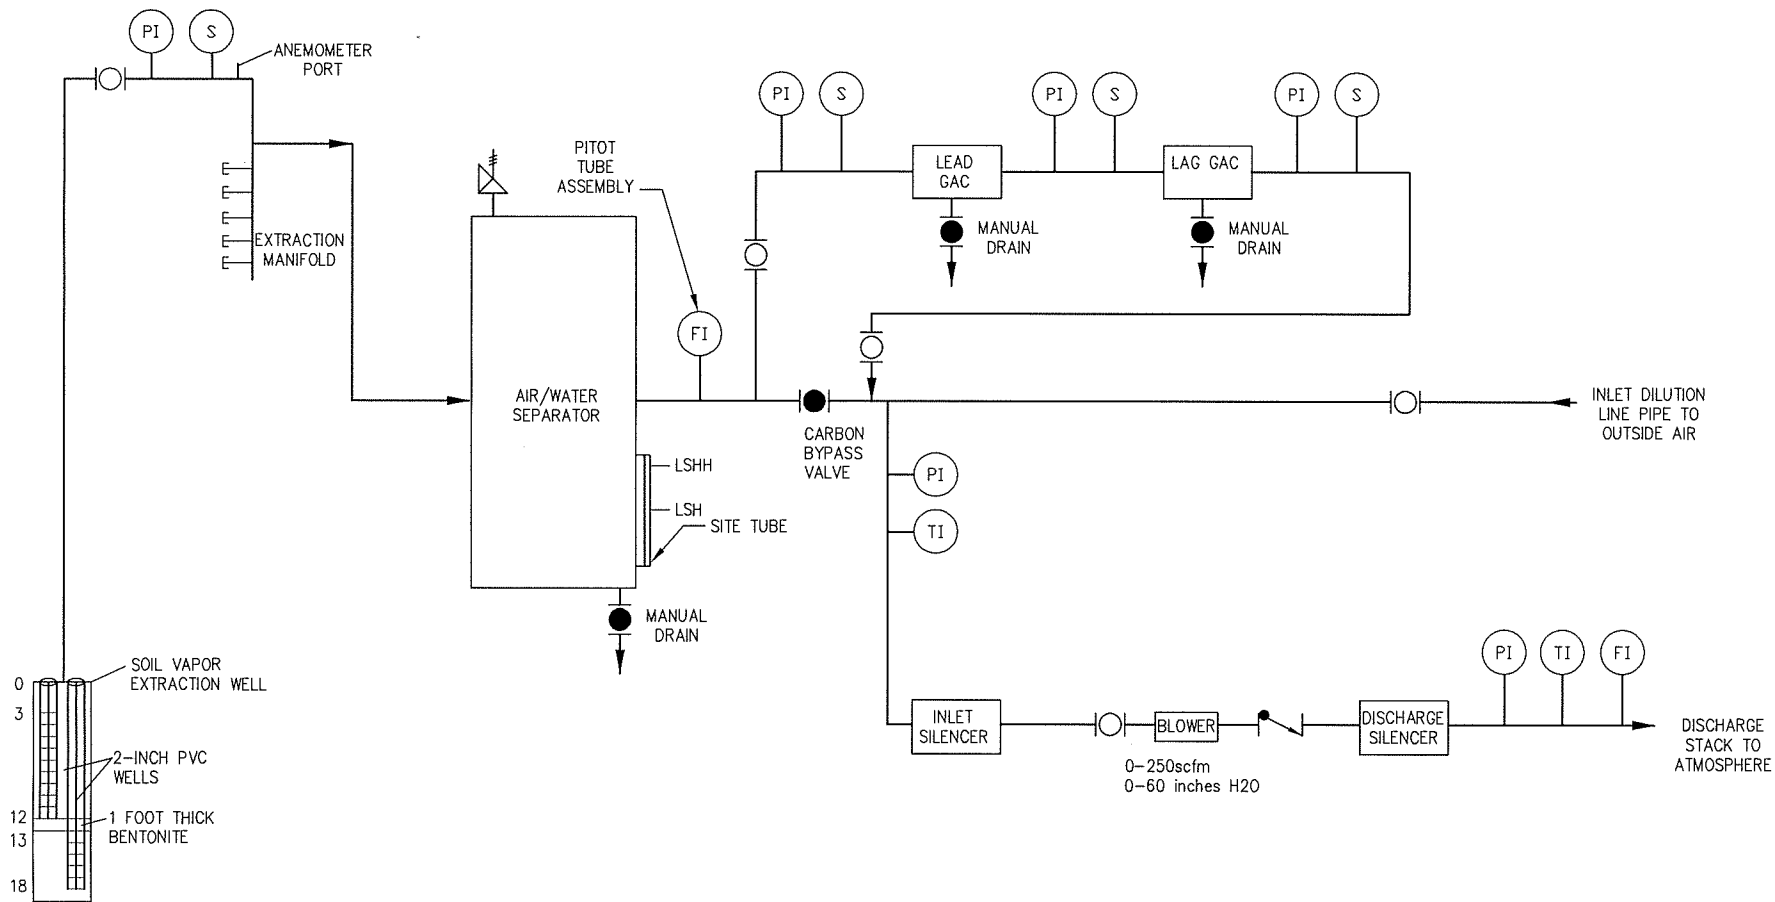 PI
S
ANEMOMETER
PORT
EXTRACTION
MANIFOLD
PITOT
TUBE
ASSEMBLY
FI
AIR/WATER
SEPARATOR
LSHH
LSH
SITE TUBE
MANUAL
DRAIN
PI
S
LEAD
GAC
MANUAL
DRAIN
PI
S
LAG GAC
MANUAL
DRAIN
PI
S
CARBON
BYPASS
VALVE
INLET DILUTION
LINE PIPE TO
OUTSIDE AIR
PI
TI
INLET
SILENCER
BLOWER
0-250scfm
0-60 inches H2O
DISCHARGE
SILENCER
PI
TI
FI
DISCHARGE
STACK TO
ATMOSPHERE
SOIL VAPOR
EXTRACTION WELL
0
3
2-INCH PVC
WELLS
12
1 FOOT THICK
BENTONITE
13
18